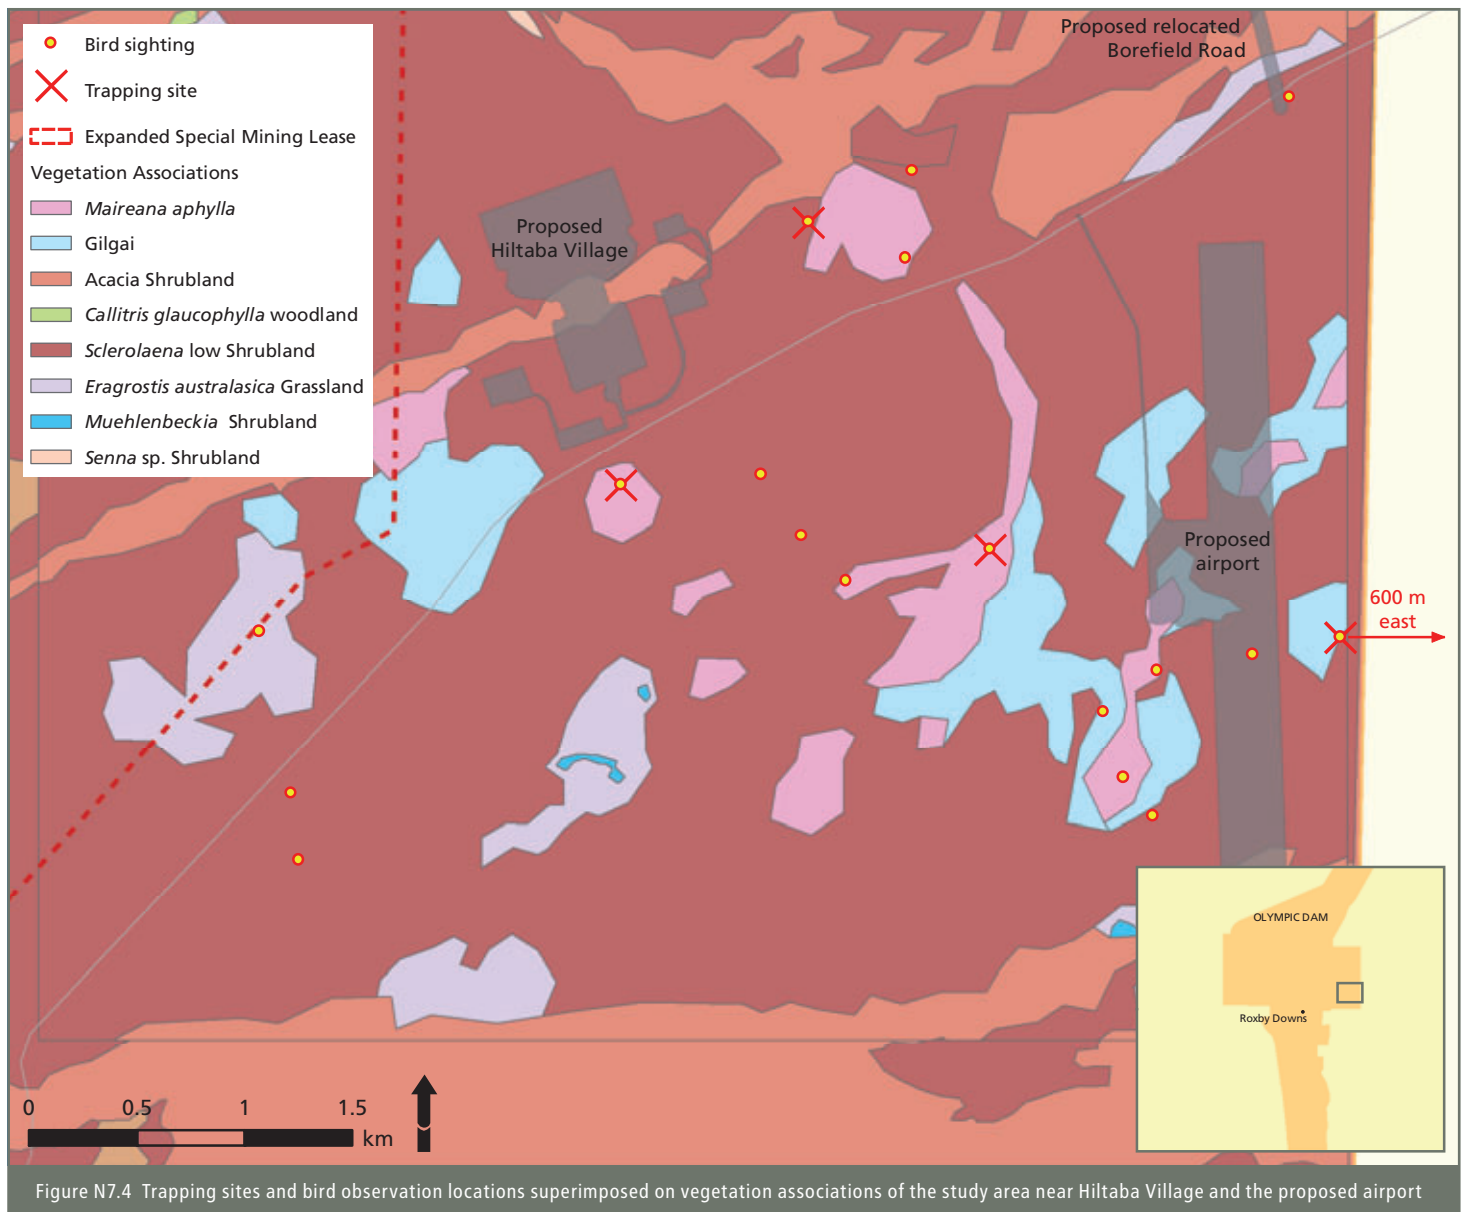 Bird sighting
Trapping site
Expanded Special Mining Lease
Vegetation Associations
Maireana aphylla
Gilgai
Acacia Shrubland
Callitris glaucophylla woodland
Sclerolaena low Shrubland
Eragrostis australasica Grassland
Muehlenbeckia Shrubland
Senna sp. Shrubland
Proposed relocated
Borefield Road
Proposed
Hiltaba Village
Proposed
airport
600 m
east
OLYMPIC DAM
Roxby Downs
0 0.5 1 1.5
km
Figure N7.4 Trapping sites and bird observation locations superimposed on vegetation associations of the study area near Hiltaba Village and the proposed airport